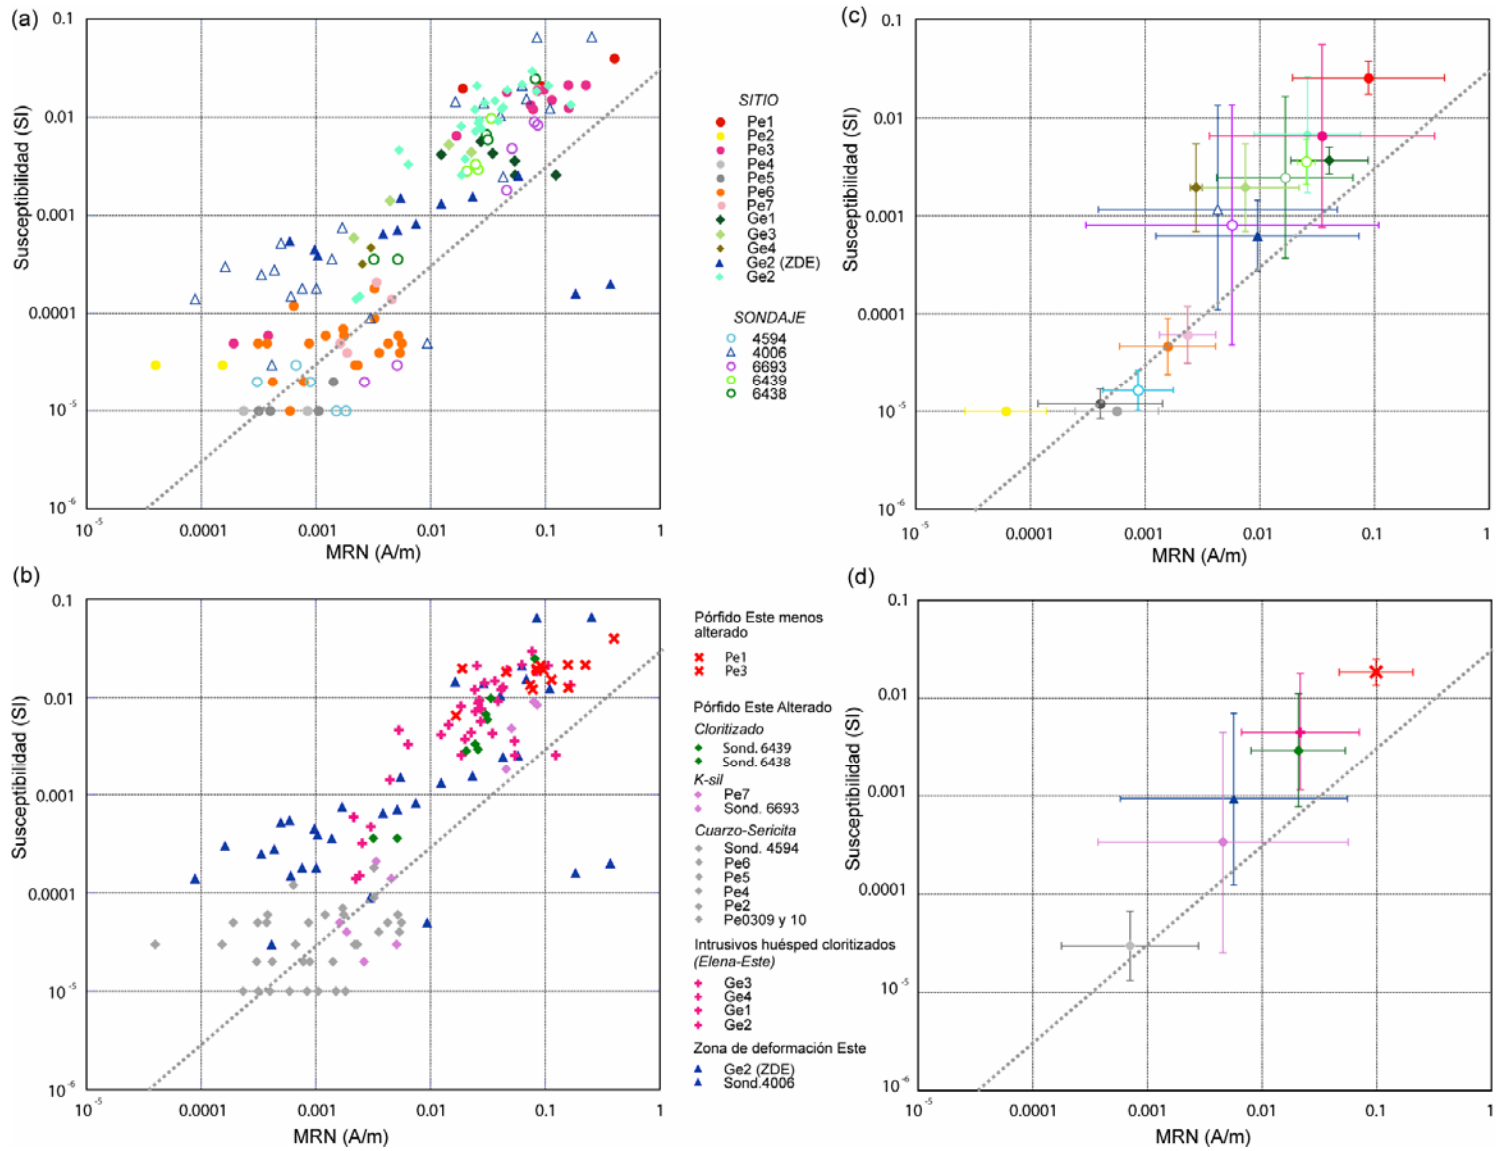 (a)
0.1
0.01
0.001
0.0001
10⁻⁵
10⁻⁶
Susceptibilidad (SI)
10⁻⁵
0.0001
0.001
0.01
0.1
1
MRN (A/m)
SITIO
Pe1
Pe2
Pe3
Pe4
Pe5
Pe6
Pe7
Ge1
Ge3
Ge4
Ge2 (ZDE)
Ge2
SONDAJE
4594
4006
6693
6439
6438
(c)
0.1
0.01
0.001
0.0001
10⁻⁵
10⁻⁶
Susceptibilidad (SI)
10⁻⁵
0.0001
0.001
0.01
0.1
1
MRN (A/m)
(b)
0.1
0.01
0.001
0.0001
10⁻⁵
10⁻⁶
Susceptibilidad (SI)
10⁻⁵
0.0001
0.001
0.01
0.1
1
MRN (A/m)
Pórfido Este menos
alterado
Pe1
Pe3
Pórfido Este Alterado
Cloritizado
Sond. 6439
Sond. 6438
K-sil
Pe7
Sond. 6693
Cuarzo-Sericita
Sond. 4594
Pe6
Pe5
Pe4
Pe2
Pe0309 y 10
Intrusivos huésped cloritizados
(Elena-Este)
Ge3
Ge4
Ge1
Ge2
Zona de deformación Este
Ge2 (ZDE)
Sond.4006
(d)
0.1
0.01
0.001
0.0001
10⁻⁵
10⁻⁶
Susceptibilidad (SI)
10⁻⁵
0.0001
0.001
0.01
0.1
1
MRN (A/m)